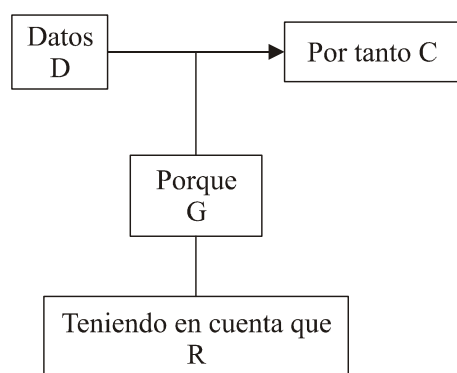 Datos
D
Por tanto C
Porque
G
Teniendo en cuenta que
R